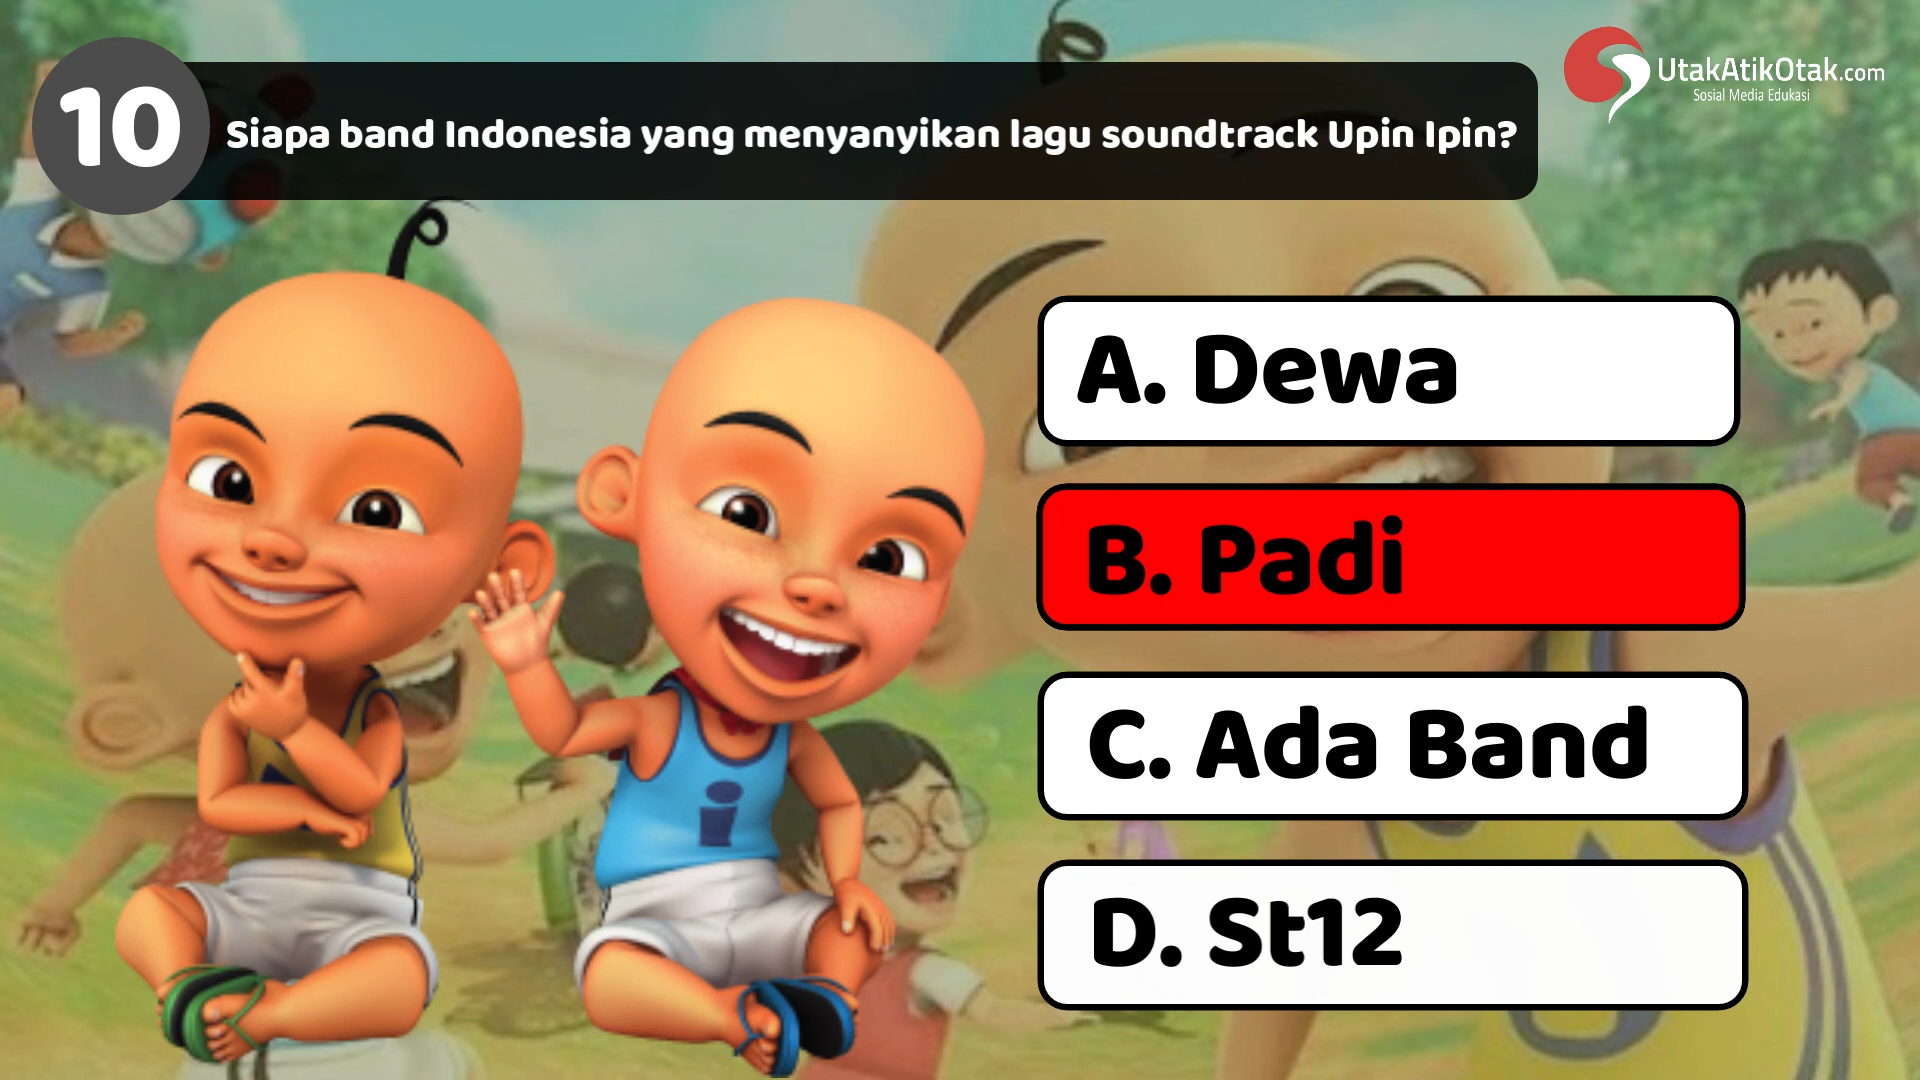 10
Siapa band Indonesia yang menyanyikan lagu soundtrack Upin Ipin?
UtakAtikOtak.com
Sosial Media Edukasi
A. Dewa
B. Padi
C. Ada Band
D. St12
i